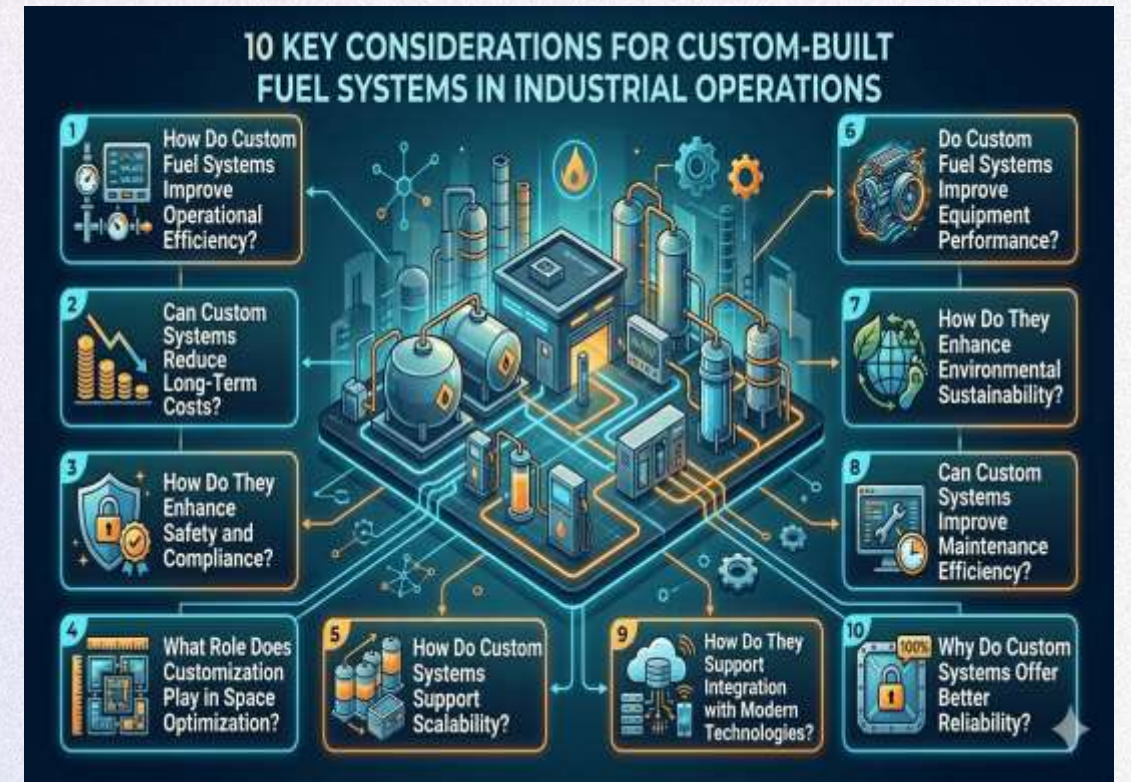 10 KEY CONSIDERATIONS FOR CUSTOM-BUILT
FUEL SYSTEMS IN INDUSTRIAL OPERATIONS
1
How Do Custom
Fuel Systems
Improve
Operational
Efficiency?
2
Can Custom
Systems
Reduce
Long-Term
Costs?
3
How Do They
Enhance
Safety and
Compliance?
4
What Role Does
Customization
Play in Space
Optimization?
5
How Do Custom
Systems
Support
Scalability?
6
Do Custom
Fuel Systems
Improve
Equipment
Performance?
7
How Do They
Enhance
Environmental
Sustainability?
8
Can Custom
Systems
Improve
Maintenance
Efficiency?
9
How Do They
Support
Integration
with Modern
Technologies?
10
100%
Why Do Custom
Systems Offer
Better
Reliability?